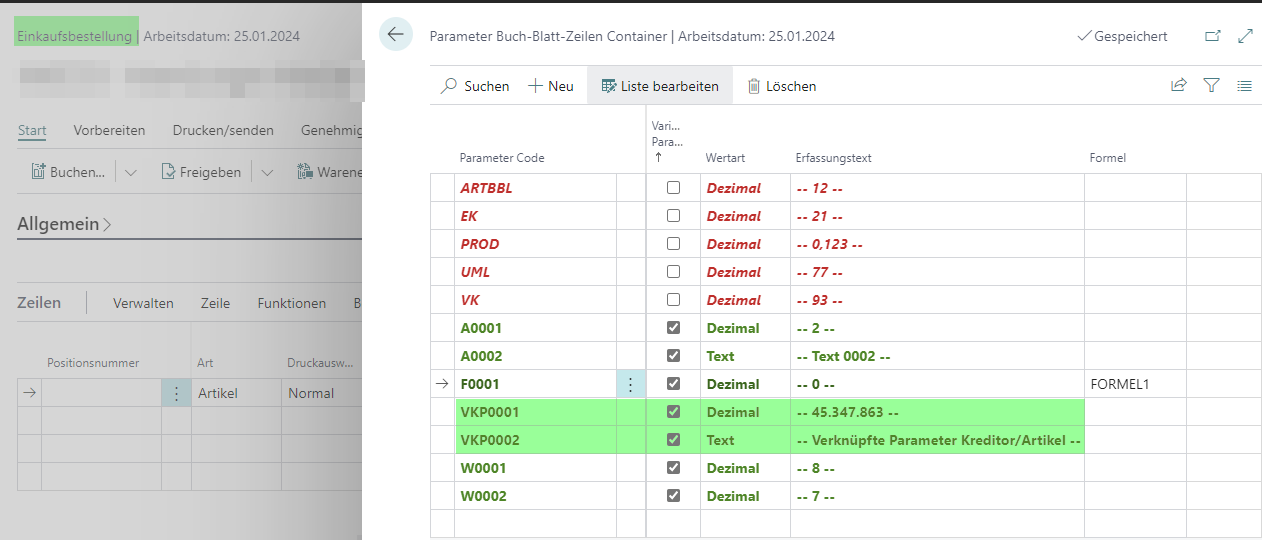 Einkaufsbestellung | Arbeitsdatum: 25.01.2024
Start Vorbereiten Drucken/senden Genehmig
Buchen... Freigeben Warene
Allgemein
Zeilen Verwalten Zeile Funktionen B
Positionsnummer Art Druckausw...
Artikel Normal
Parameter Buch-Blatt-Zeilen Container | Arbeitsdatum: 25.01.2024 Gespeichert
Suchen Neu Liste bearbeiten Löschen
Vari...
Para...
Parameter Code Wertart Erfassungstext Formel
ARTBBL Dezimal -- 12 --
EK Dezimal -- 21 --
PROD Dezimal -- 0,123 --
UML Dezimal -- 77 --
VK Dezimal -- 93 --
A0001 Dezimal -- 2 --
A0002 Text -- Text 0002 --
F0001 Dezimal -- 0 -- FORMEL1
VKP0001 Dezimal -- 45.347.863 --
VKP0002 Text -- Verknüpfte Parameter Kreditor/Artikel --
W0001 Dezimal -- 8 --
W0002 Dezimal -- 7 --